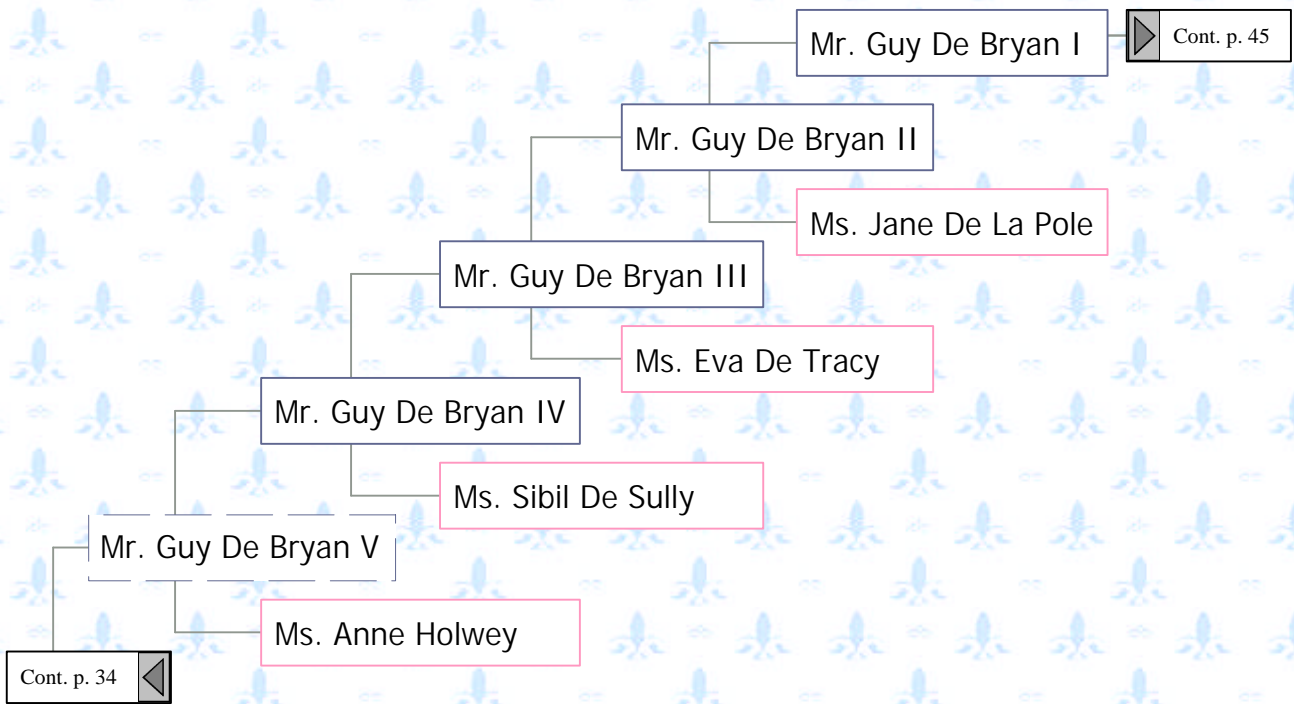 Mr. Guy De Bryan I
Cont. p. 45
Mr. Guy De Bryan II
Ms. Jane De La Pole
Mr. Guy De Bryan III
Ms. Eva De Tracy
Mr. Guy De Bryan IV
Ms. Sibil De Sully
Mr. Guy De Bryan V
Ms. Anne Holwey
Cont. p. 34